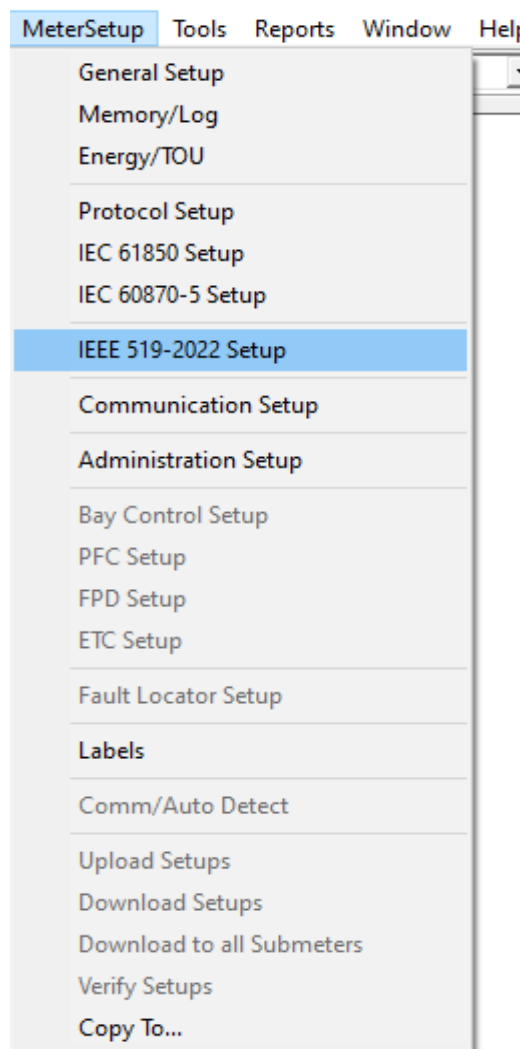 MeterSetup Tools Reports Window Help
General Setup
Memory/Log
Energy/TOU
Protocol Setup
IEC 61850 Setup
IEC 60870-5 Setup
IEEE 519-2022 Setup
Communication Setup
Administration Setup
Bay Control Setup
PFC Setup
FPD Setup
ETC Setup
Fault Locator Setup
Labels
Comm/Auto Detect
Upload Setups
Download Setups
Download to all Submeters
Verify Setups
Copy To...